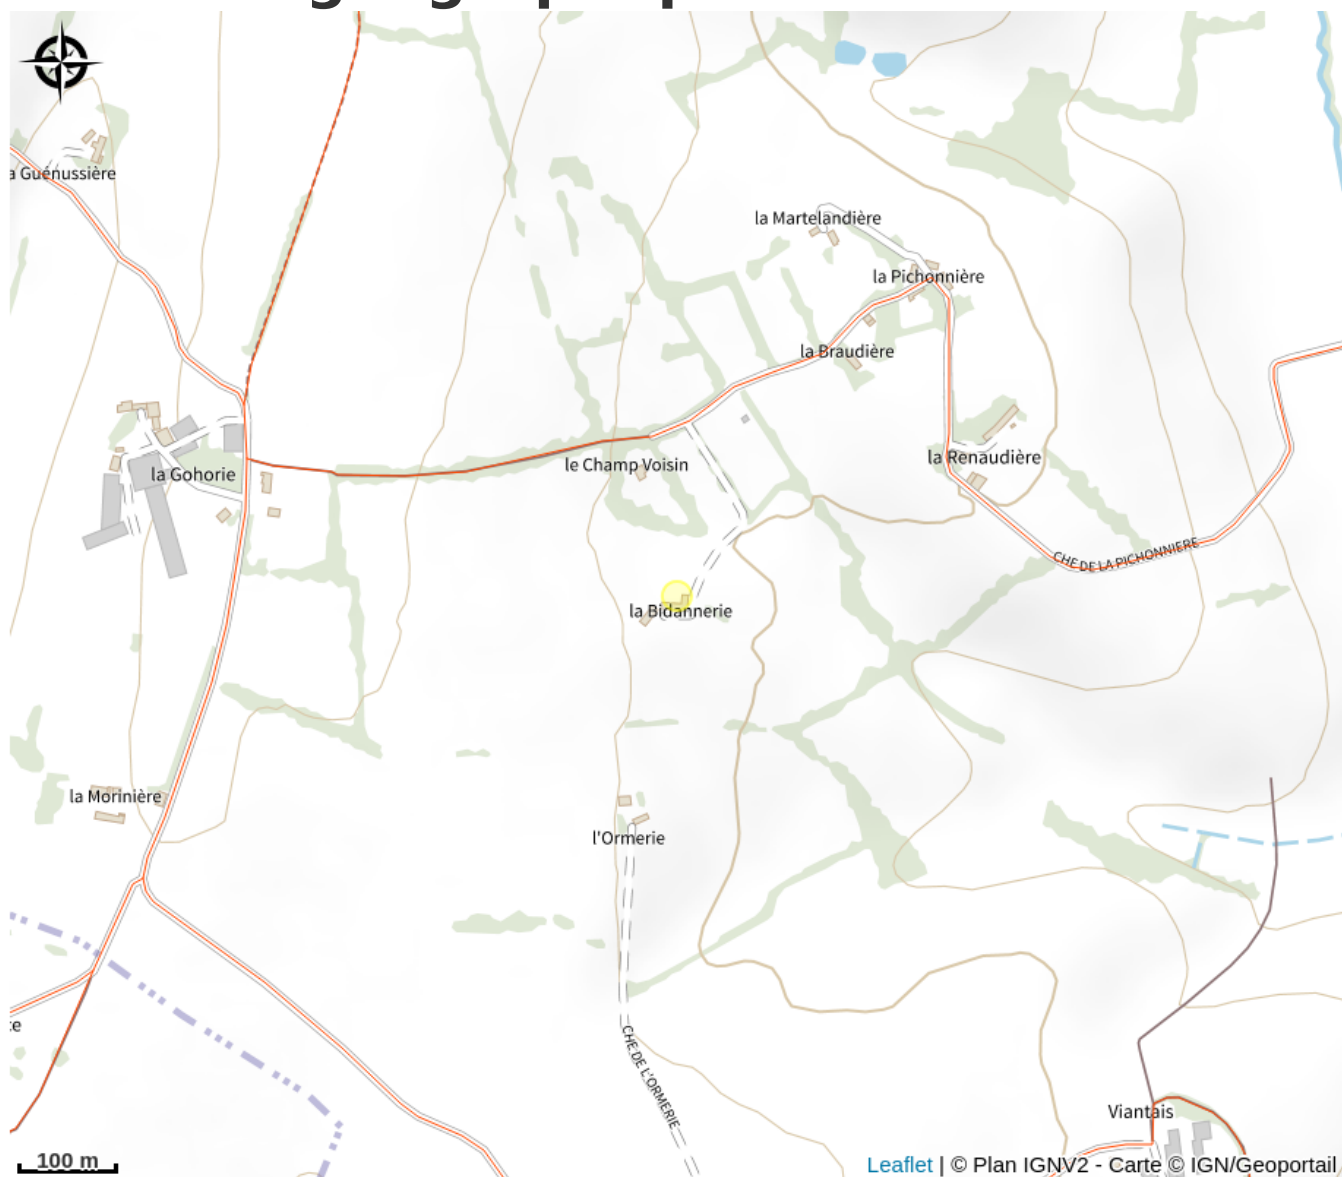 a Guénussière
la Martelandière
la Pichonnière
la Braudière
la Renaudière
le Champ Voisin
la Gohorie
CHE DE LA PICHONNIERE
la Bidannerie
la Morinière
l'Ormerie
ce
CHE DE L'ORMERIE
Viantais
100 m
Leaflet | © Plan IGNV2 - Carte © IGN/Geoportail